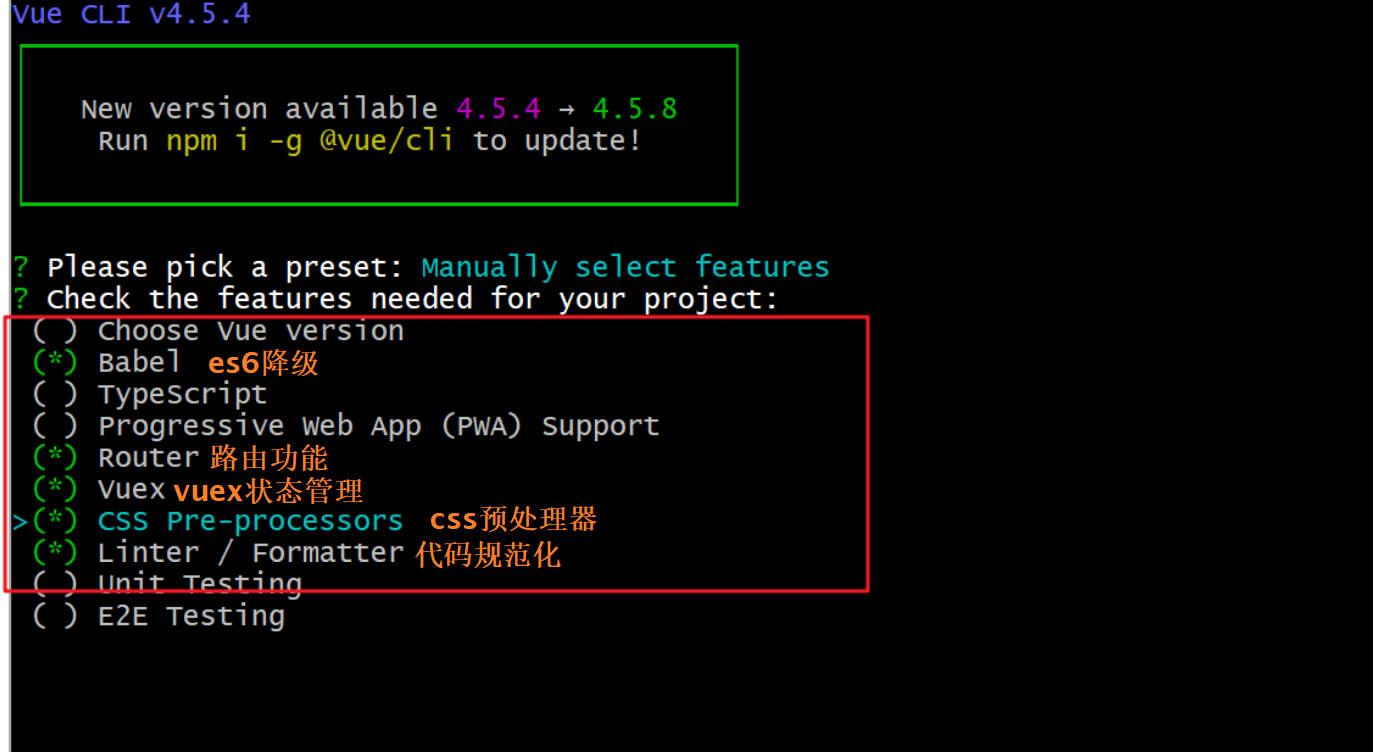 Vue CLI v4.5.4
New version available 4.5.4 → 4.5.8
Run npm i -g @vue/cli to update!
? Please pick a preset: Manually select features
? Check the features needed for your project:
( ) Choose Vue version
(*) Babel es6降级
( ) TypeScript
( ) Progressive Web App (PWA) Support
(*) Router 路由功能
(*) Vuex vuex状态管理
>(*) CSS Pre-processors css预处理器
(*) Linter / Formatter 代码规范化
( ) Unit Testing
( ) E2E Testing